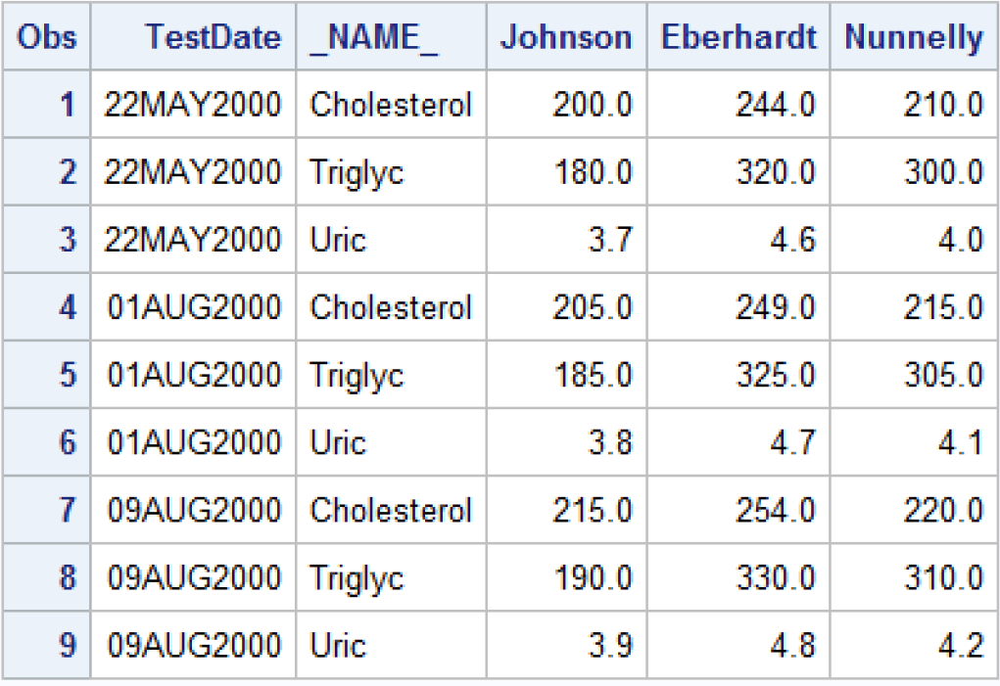 Obs TestDate _NAME_ Johnson Eberhardt Nunnelly
1 22MAY2000 Cholesterol 200.0 244.0 210.0
2 22MAY2000 Triglyc 180.0 320.0 300.0
3 22MAY2000 Uric 3.7 4.6 4.0
4 01AUG2000 Cholesterol 205.0 249.0 215.0
5 01AUG2000 Triglyc 185.0 325.0 305.0
6 01AUG2000 Uric 3.8 4.7 4.1
7 09AUG2000 Cholesterol 215.0 254.0 220.0
8 09AUG2000 Triglyc 190.0 330.0 310.0
9 09AUG2000 Uric 3.9 4.8 4.2